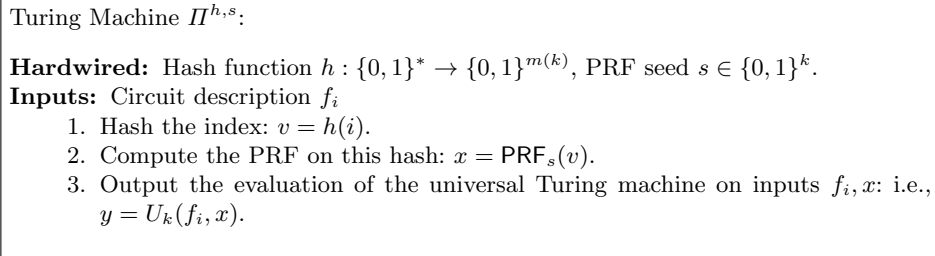 Turing Machine Π^{h,s}:
Hardwired: Hash function h : {0,1}* → {0,1}^{m(k)}, PRF seed s ∈ {0,1}^k.
Inputs: Circuit description f_i
1. Hash the index: v = h(i).
2. Compute the PRF on this hash: x = PRF_s(v).
3. Output the evaluation of the universal Turing machine on inputs f_i, x: i.e.,
y = U_k(f_i, x).